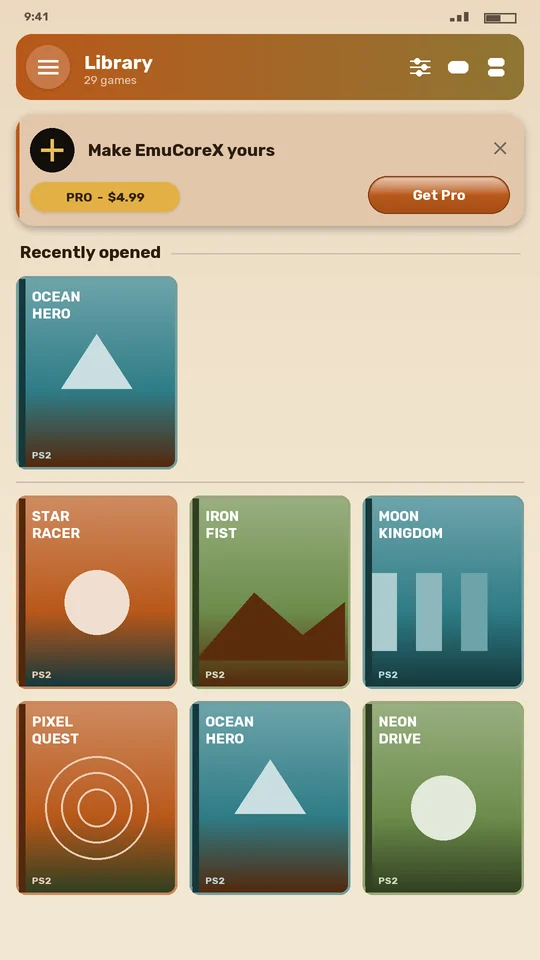 9:41
Library
29 games
Make EmuCoreX yours
PRO - $4.99
Get Pro
Recently opened
OCEAN
HERO
PS2
STAR
RACER
PS2
IRON
FIST
PS2
MOON
KINGDOM
PS2
PIXEL
QUEST
PS2
OCEAN
HERO
PS2
NEON
DRIVE
PS2